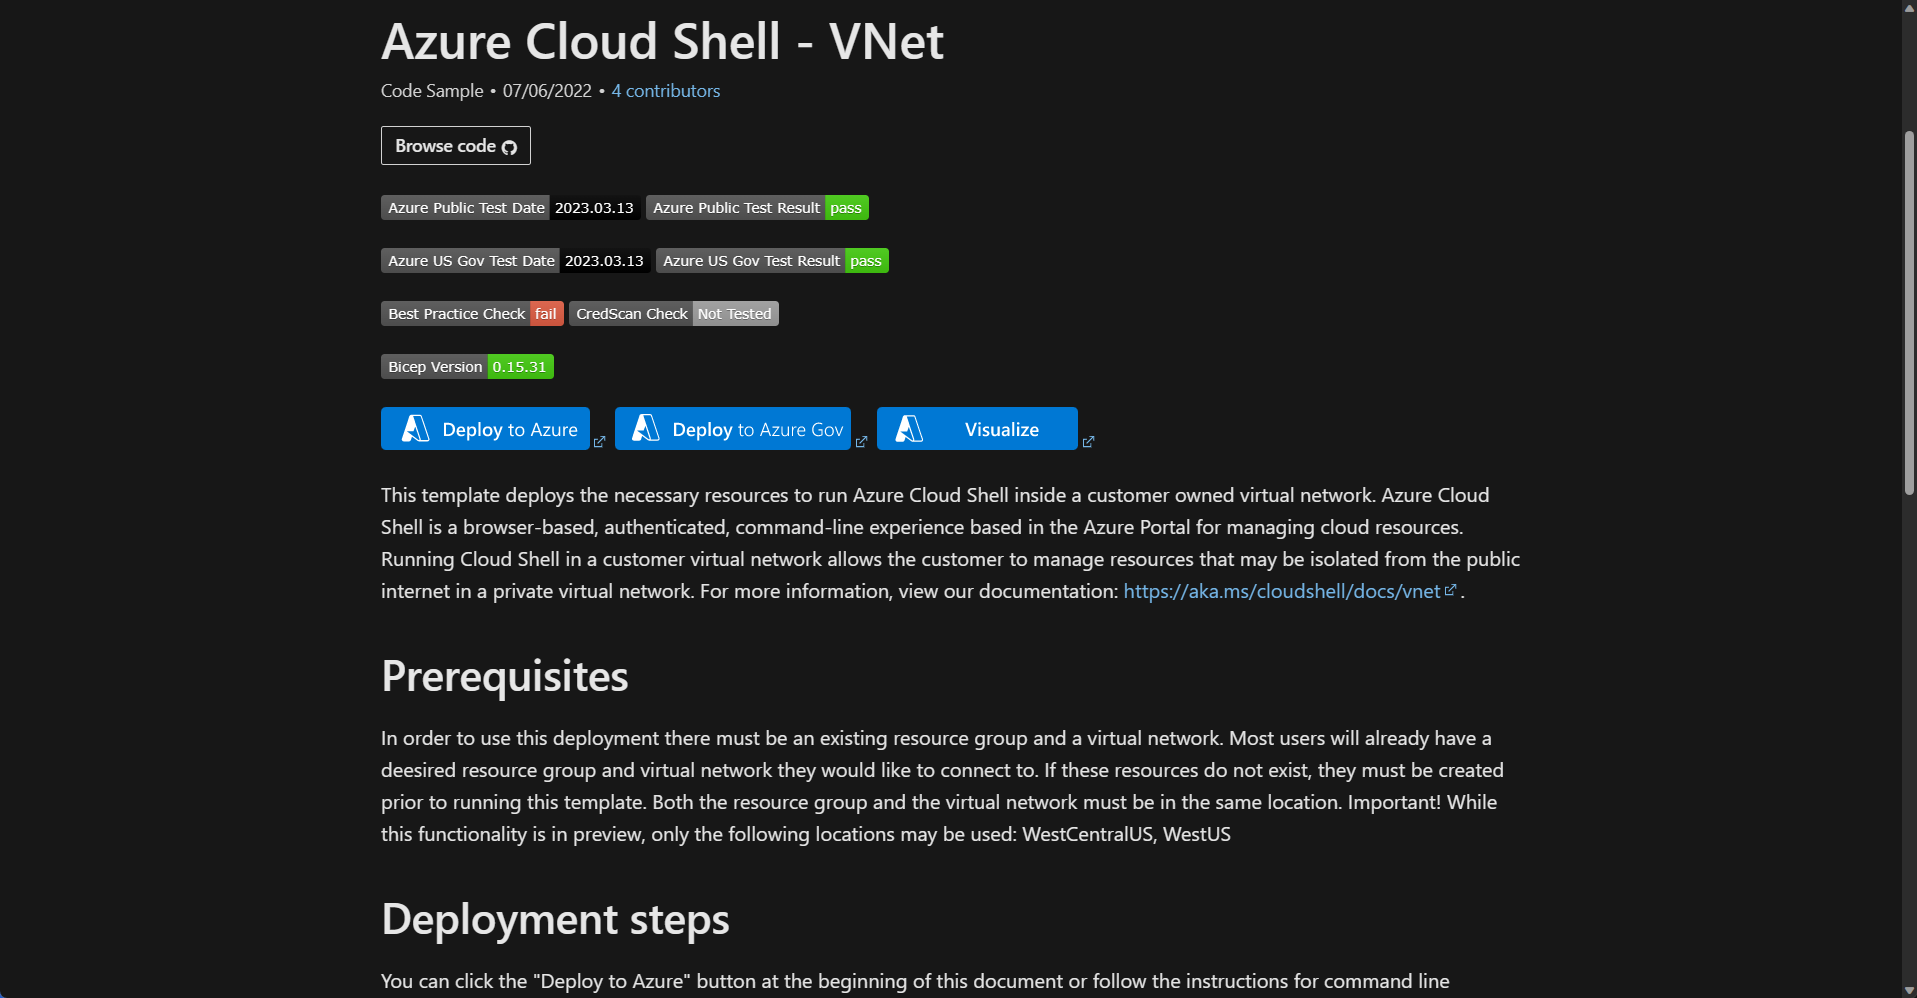 Azure Cloud Shell - VNet
Code Sample • 07/06/2022 • 4 contributors
Browse code
Azure Public Test Date 2023.03.13 Azure Public Test Result pass
Azure US Gov Test Date 2023.03.13 Azure US Gov Test Result pass
Best Practice Check fail CredScan Check Not Tested
Bicep Version 0.15.31
Deploy to Azure Deploy to Azure Gov Visualize
This template deploys the necessary resources to run Azure Cloud Shell inside a customer owned virtual network. Azure Cloud
Shell is a browser-based, authenticated, command-line experience based in the Azure Portal for managing cloud resources.
Running Cloud Shell in a customer virtual network allows the customer to manage resources that may be isolated from the public
internet in a private virtual network. For more information, view our documentation: https://aka.ms/cloudshell/docs/vnet .
Prerequisites
In order to use this deployment there must be an existing resource group and a virtual network. Most users will already have a
deesired resource group and virtual network they would like to connect to. If these resources do not exist, they must be created
prior to running this template. Both the resource group and the virtual network must be in the same location. Important! While
this functionality is in preview, only the following locations may be used: WestCentralUS, WestUS
Deployment steps
You can click the "Deploy to Azure" button at the beginning of this document or follow the instructions for command line